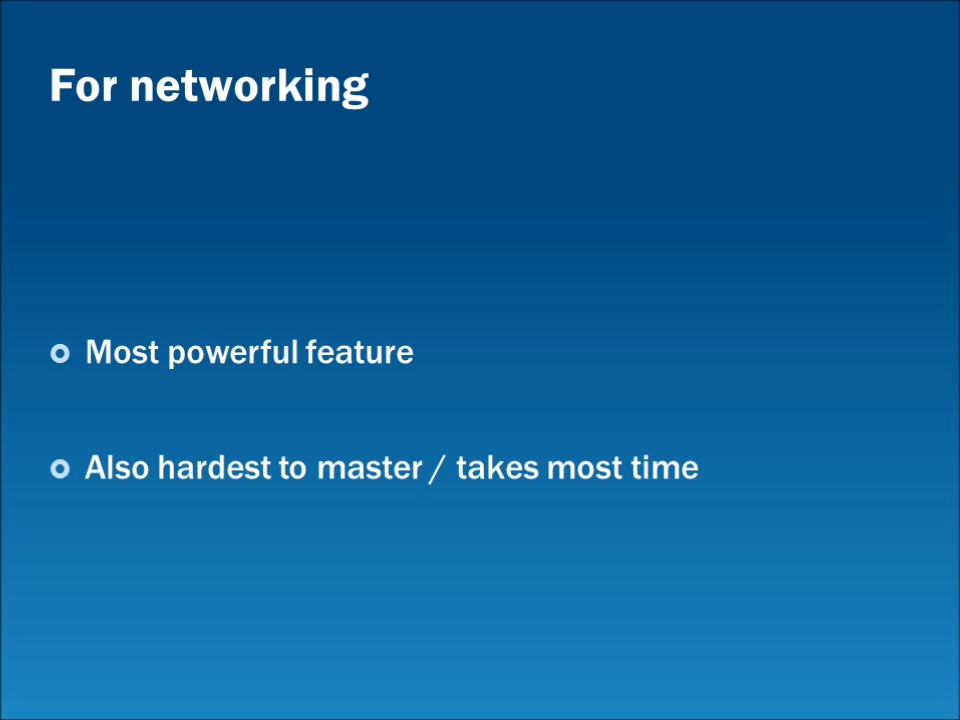 For networking
Most powerful feature
Also hardest to master / takes most time